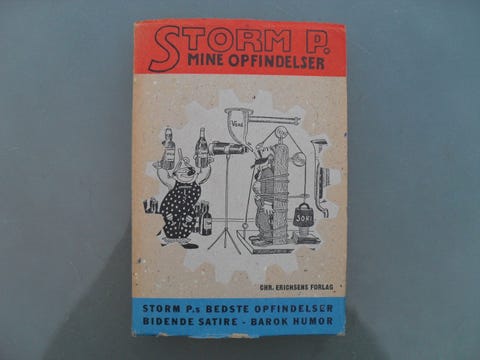 STORM P.
MINE OPFINDELSER
CHR. ERICHSENS FORLAG
STORM P.s BEDSTE OPFINDELSER
BIDENDE SATIRE - BAROK HUMOR